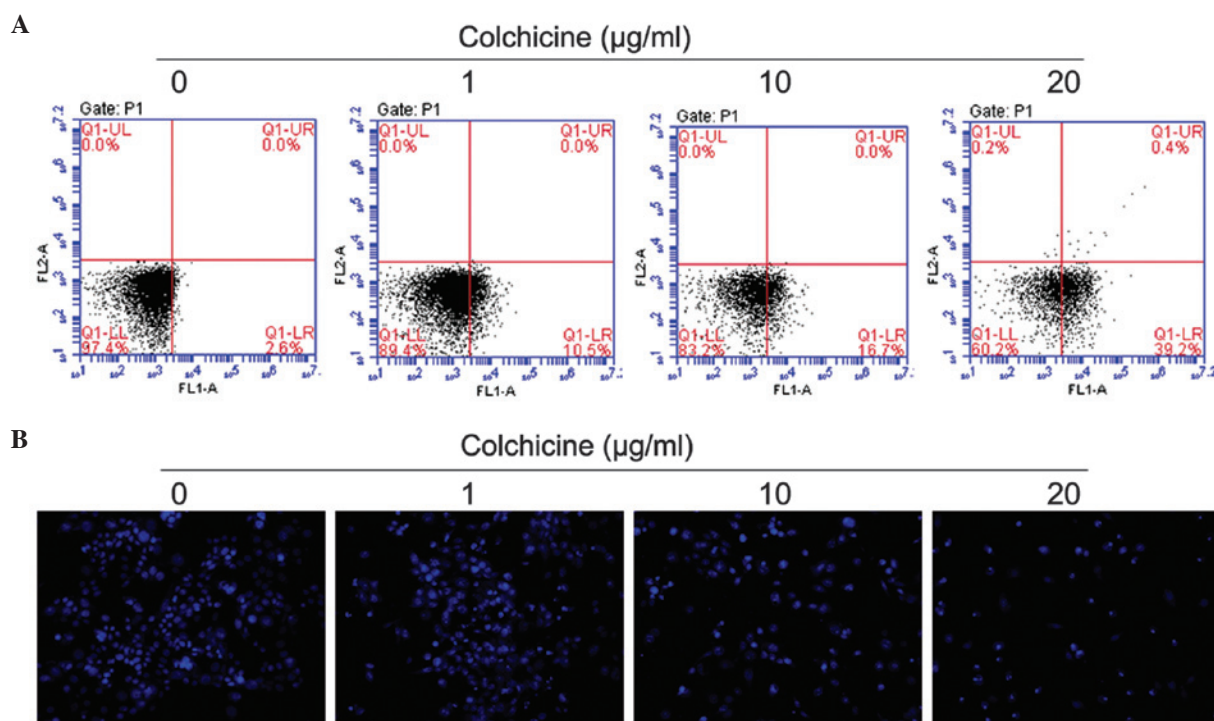 A
Colchicine (µg/ml)
0 1 10 20
Gate: P1
Q1-UL Q1-UR
0.0% 0.0%
Q1-LL Q1-LR
97.4% 2.6%
FL2-A
FL1-A
Gate: P1
Q1-UL Q1-UR
0.0% 0.0%
Q1-LL Q1-LR
89.4% 10.5%
FL2-A
FL1-A
Gate: P1
Q1-UL Q1-UR
0.0% 0.0%
Q1-LL Q1-LR
83.2% 16.7%
FL2-A
FL1-A
Gate: P1
Q1-UL Q1-UR
0.2% 0.4%
Q1-LL Q1-LR
60.2% 39.2%
FL2-A
FL1-A
B
Colchicine (µg/ml)
0 1 10 20